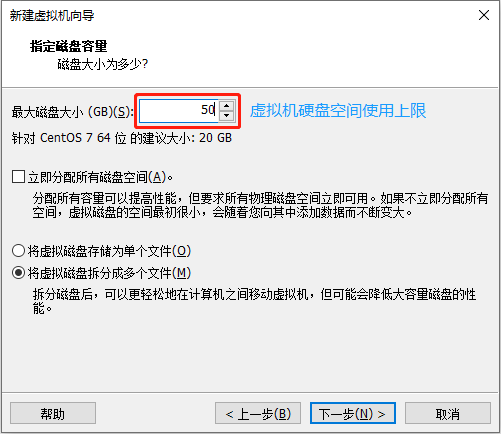 新建虚拟机向导
指定磁盘容量
磁盘大小为多少?
最大磁盘大小 (GB)(S): 50 虚拟机硬盘空间使用上限
针对 CentOS 7 64 位 的建议大小: 20 GB
立即分配所有磁盘空间(A)。
分配所有容量可以提高性能，但要求所有物理磁盘空间立即可用。如果不立即分配所有
空间，虚拟磁盘的空间最初很小，会随着您向其中添加数据而不断变大。
将虚拟磁盘存储为单个文件(O)
将虚拟磁盘拆分成多个文件(M)
拆分磁盘后，可以更轻松地在计算机之间移动虚拟机，但可能会降低大容量磁盘的性
能。
帮助 < 上一步(B) 下一步(N) > 取消